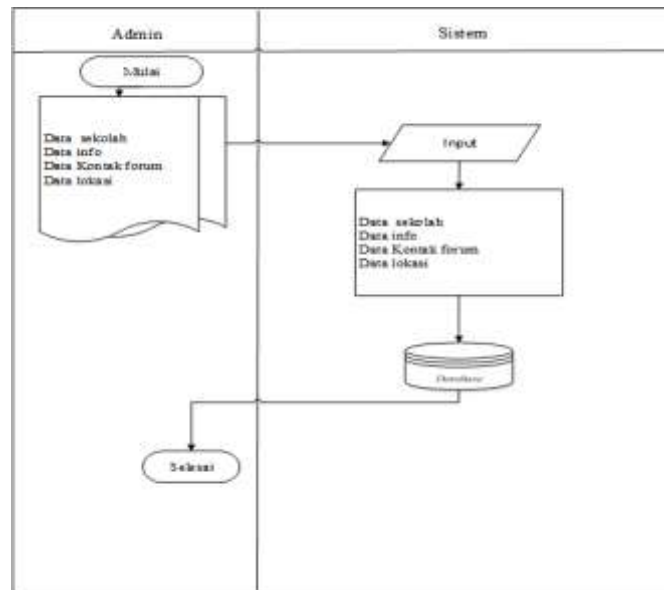 Admin
Sistem
Mulai
Data sekolah
Data info
Data Kontak forum
Data lokasi
Input
Data sekolah
Data info
Data Kontak forum
Data lokasi
Database
Selesai